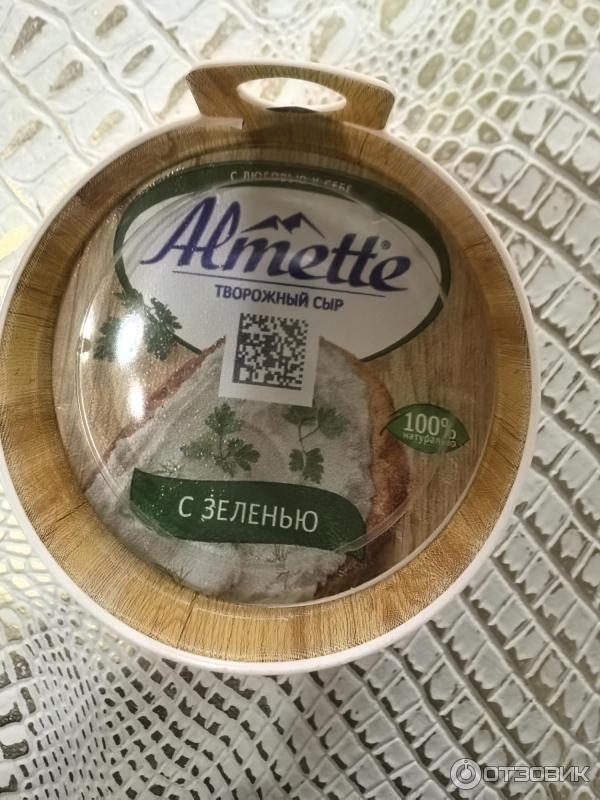 С ЛЮБОВЬЮ К СЕБЕ
Almette®
ТВОРОЖНЫЙ СЫР
100%
натурально
С ЗЕЛЕНЬЮ
ОТЗОВИК